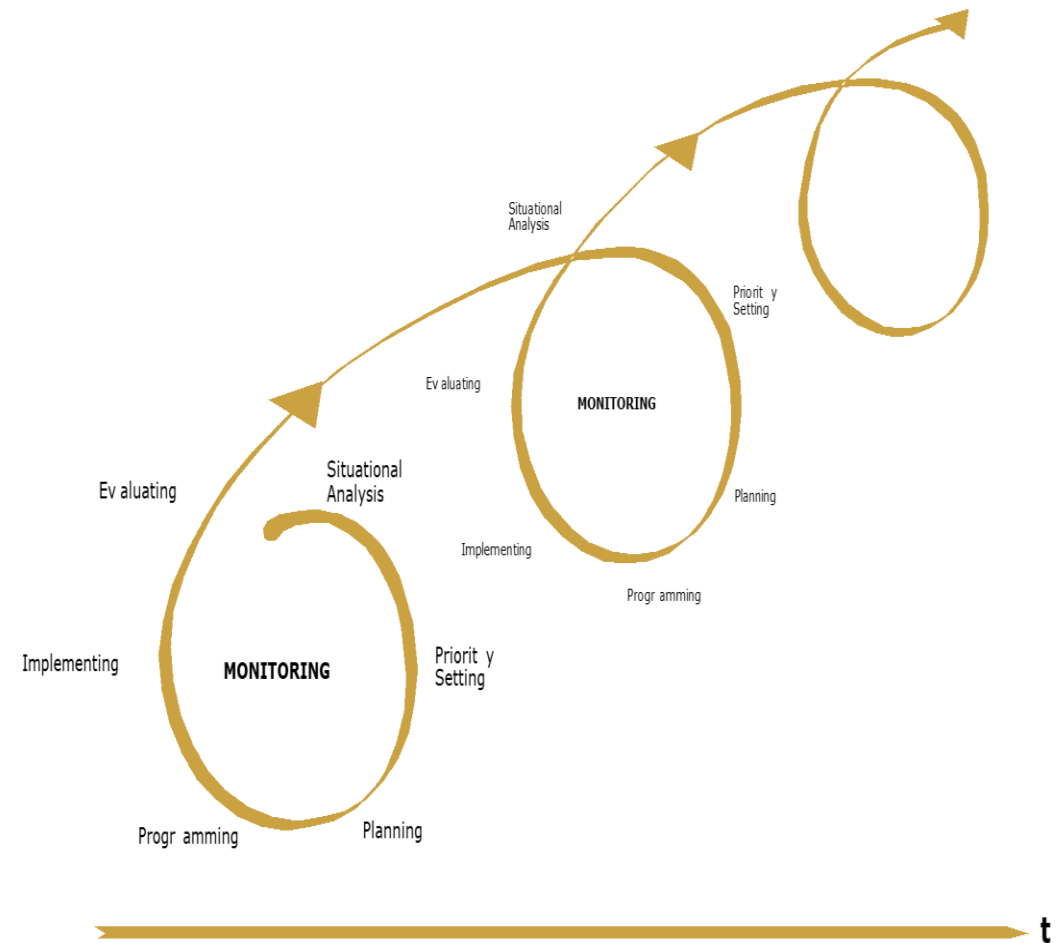 Situational
Analysis
Priorit y
Setting
Ev aluating
MONITORING
Planning
Implementing
Progr amming
Situational
Analysis
Ev aluating
Implementing
MONITORING
Priorit y
Setting
Progr amming
Planning
t